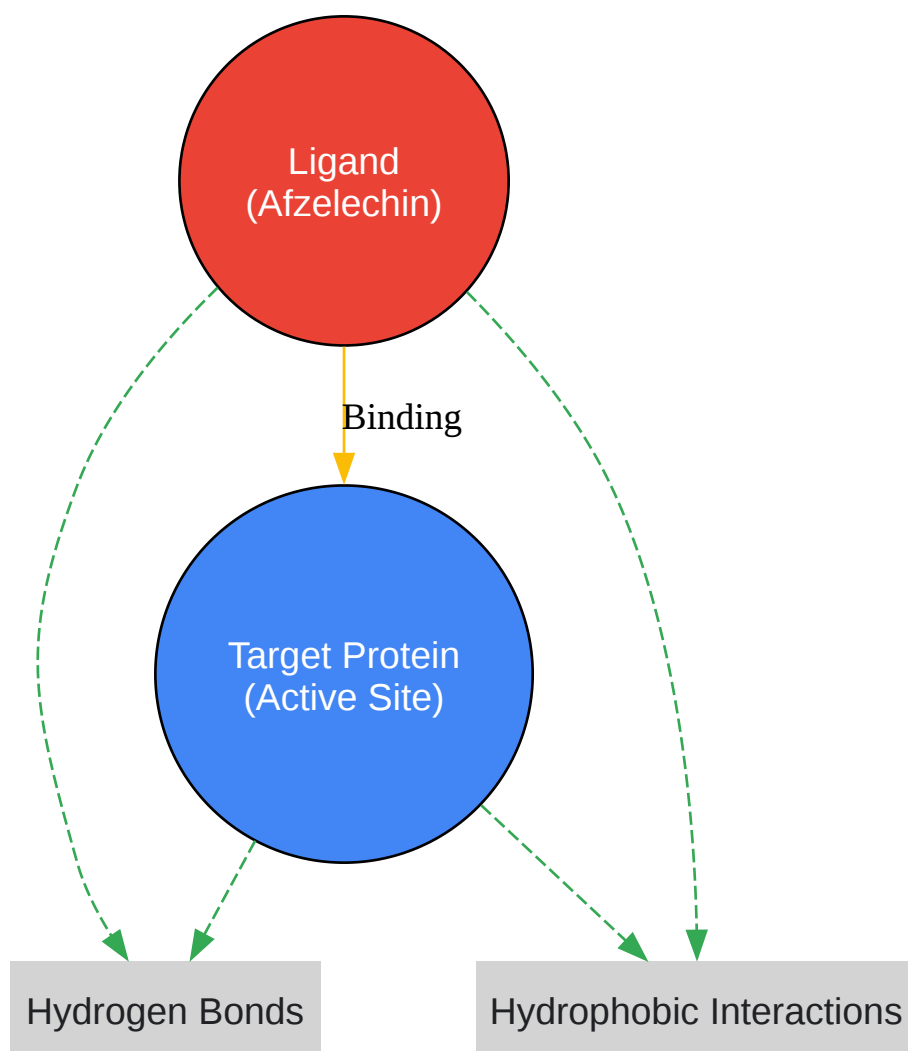 Ligand
(Afzelechin)
Binding
Target Protein
(Active Site)
Hydrogen Bonds
Hydrophobic Interactions